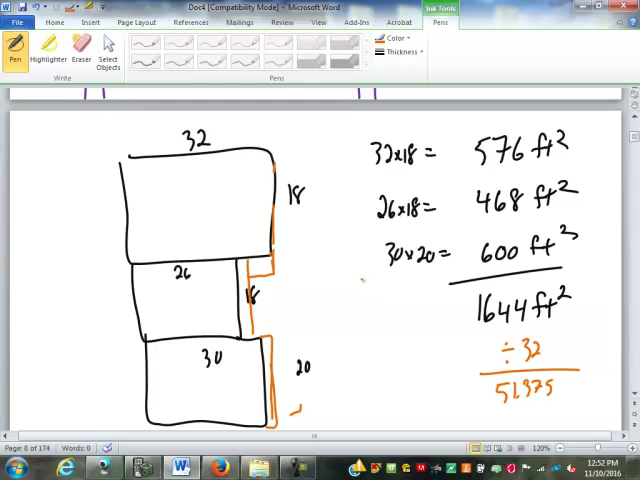 Doc4 [Compatibility Mode] - Microsoft Word
Ink Tools
File Home Insert Page Layout References Mailings Review View Add-Ins Acrobat Pens
Pen Highlighter Eraser Select Objects
Color
Thickness
Write Pens
32
32x18 = 576 ft²
18
26x18 = 468 ft²
30x20 = 600 ft²
26
18
1644 ft²
30
÷ 32
20
51.375
Page: 8 of 174 Words: 0 120%
12:52 PM
11/10/2016